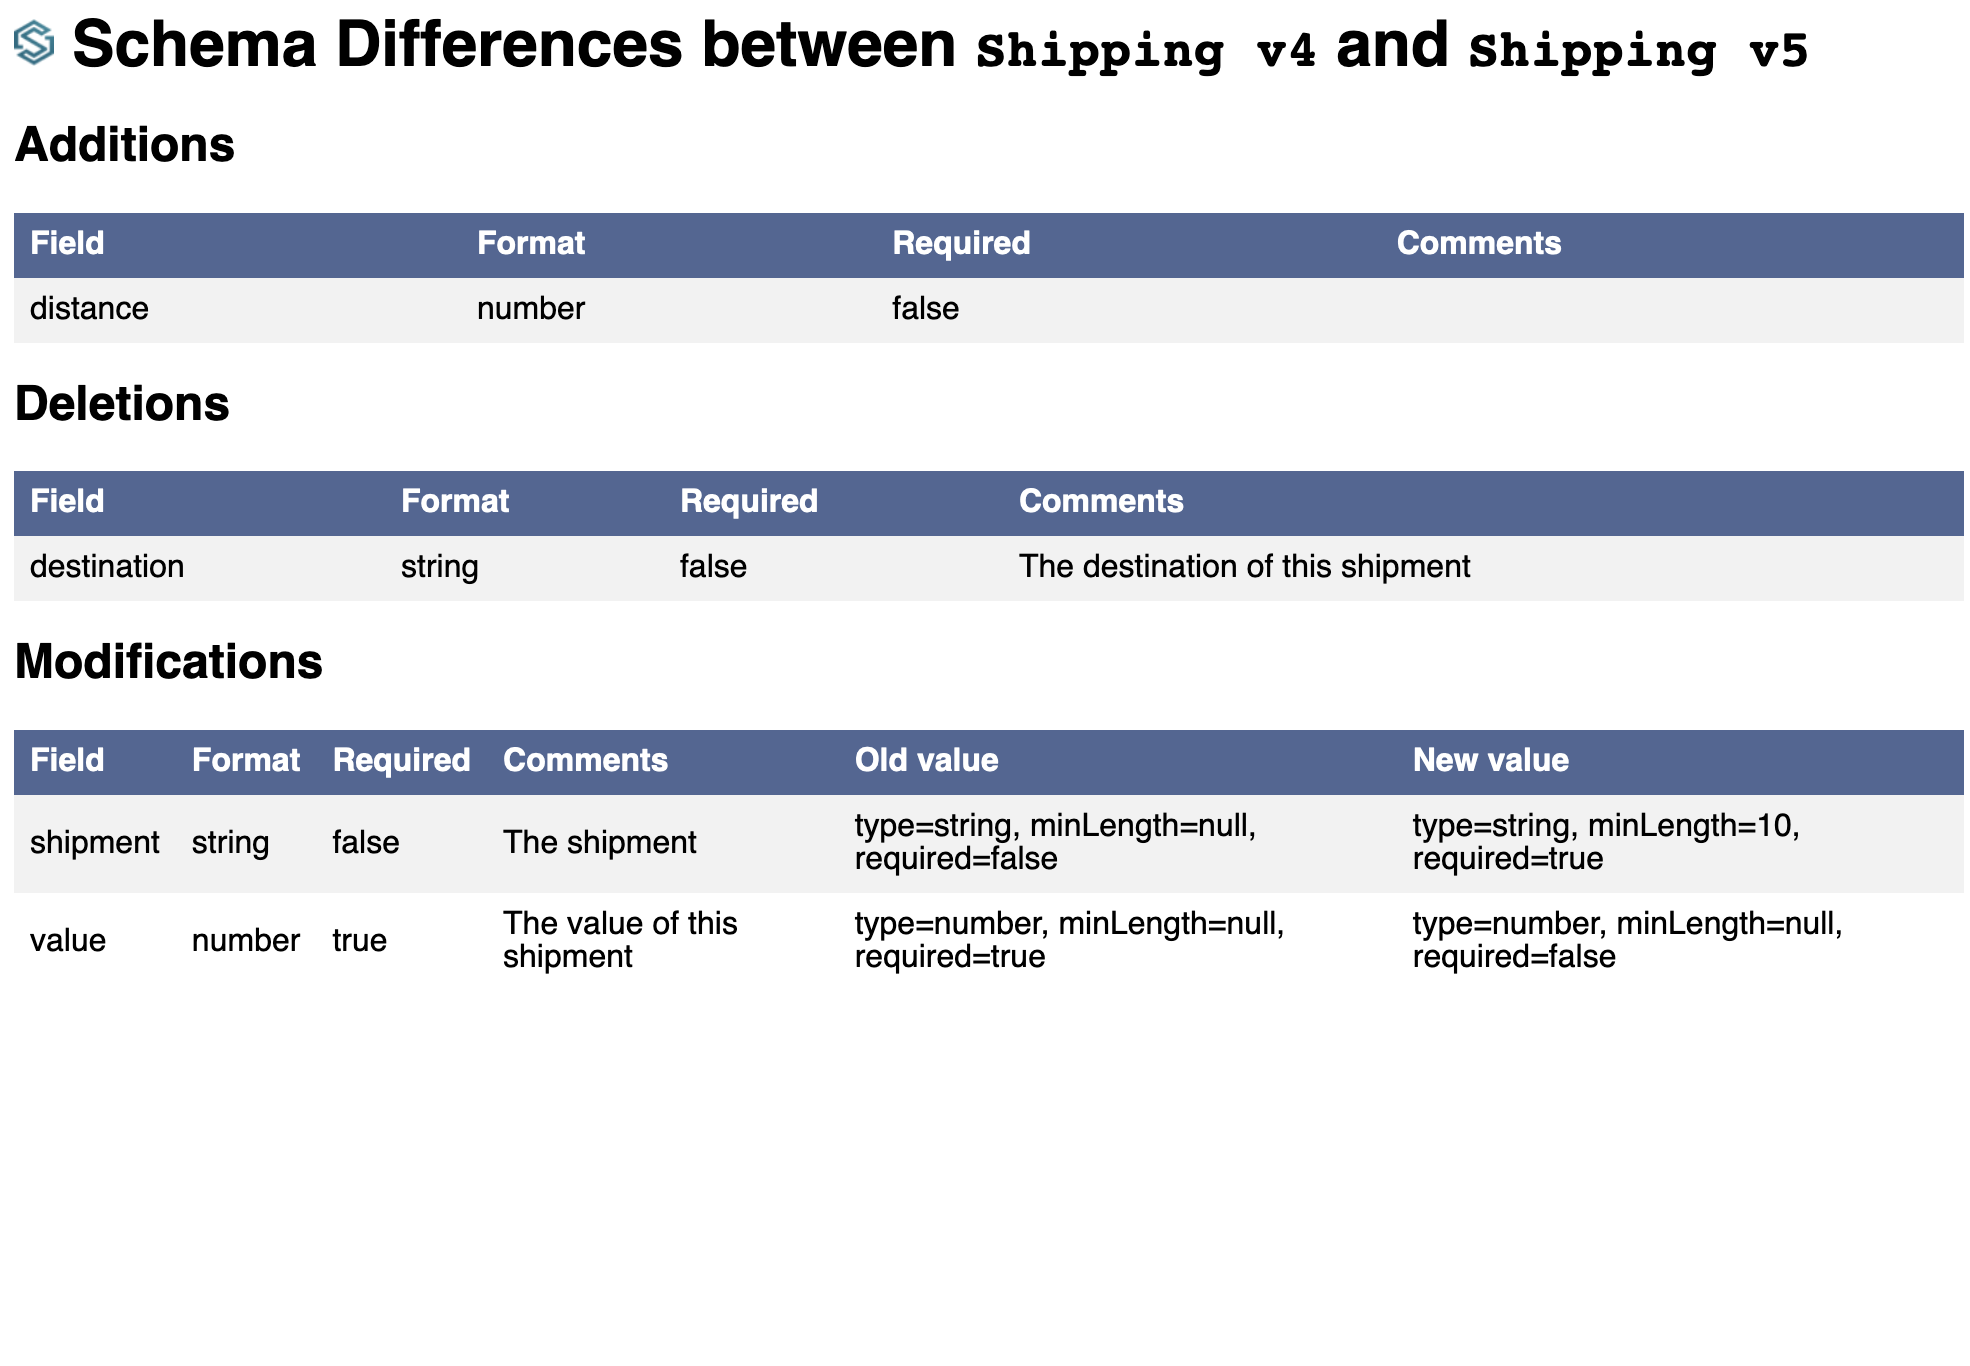 Schema Differences between Shipping v4 and Shipping v5
Additions
Field Format Required Comments
distance number false
Deletions
Field Format Required Comments
destination string false The destination of this shipment
Modifications
Field Format Required Comments Old value New value
shipment string false The shipment type=string, minLength=null, required=false type=string, minLength=10, required=true
value number true The value of this shipment type=number, minLength=null, required=true type=number, minLength=null, required=false